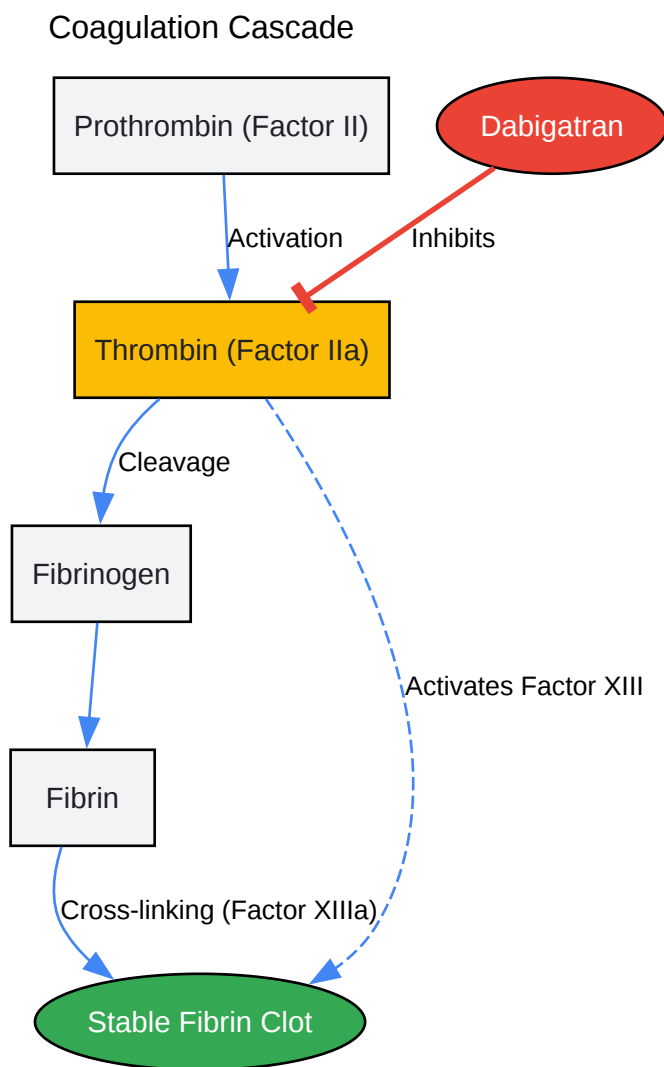 Coagulation Cascade
Prothrombin (Factor II)
Dabigatran
Activation
Inhibits
Thrombin (Factor IIa)
Cleavage
Fibrinogen
Activates Factor XIII
Fibrin
Cross-linking (Factor XIIIa)
Stable Fibrin Clot